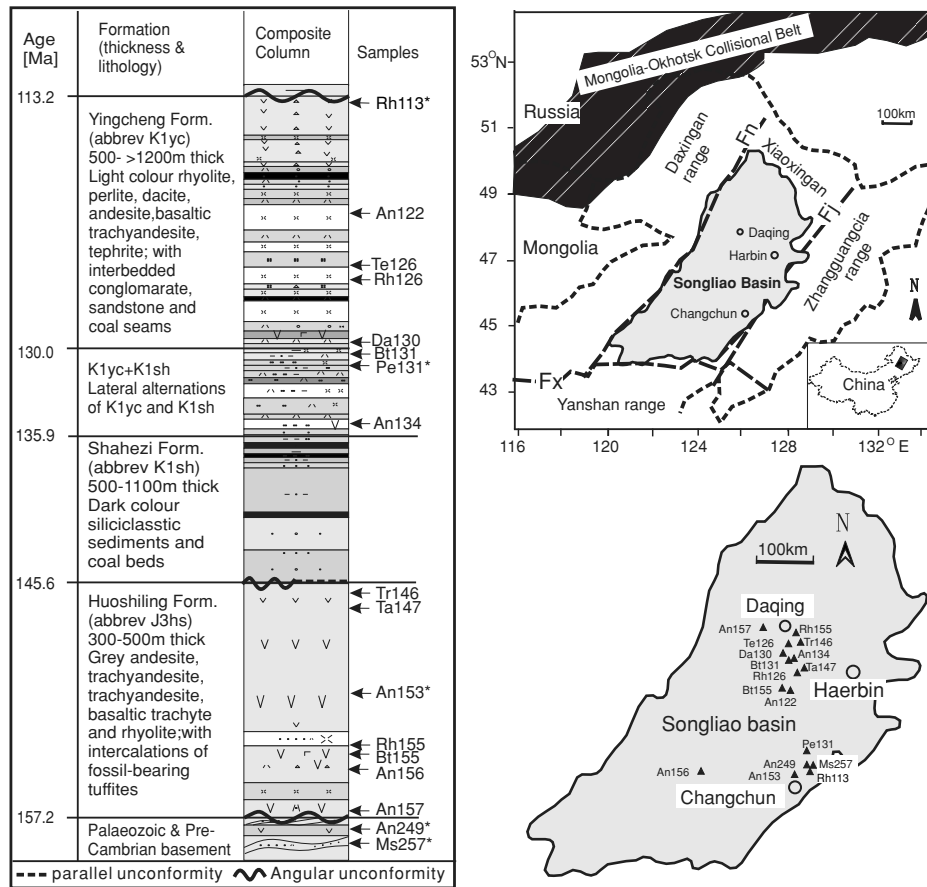 Age
[Ma]
Formation
(thickness &
lithology)
Composite
Column
Samples
113.2
Yingcheng Form.
(abbrev K1yc)
500- >1200m thick
Light colour rhyolite,
perlite, dacite,
andesite,basaltic
trachyandesite,
tephrite; with
interbedded
conglomarate,
sandstone and
coal seams
130.0
K1yc+K1sh
Lateral alternations
of K1yc and K1sh
135.9
Shahezi Form.
(abbrev K1sh)
500-1100m thick
Dark colour
siliciclasstic
sediments and
coal beds
145.6
Huoshiling Form.
(abbrev J3hs)
300-500m thick
Grey andesite,
trachyte,
trachyandesite,
basaltic trachyte
and rhyolite;with
intercalations of
fossil-bearing
tuffites
157.2
Palaeozoic & Pre-
Cambrian basement
Rh113*
An122
Te126
Rh126
Da130
Bt131
Pe131*
An134
Tr146
Ta147
An153*
Rh155
Bt155
An156
An157
An249*
Ms257*
parallel unconformity
Angular unconformity
53°N
51
49
47
45
43
116
120
124
128
132° E
Mongolia-Okhotsk Collisional Belt
Russia
100km
Daxingan
range
Fn
Xiaoxingan
Fj
Zhangguangcia
range
Mongolia
Daqing
Harbin
Songliao Basin
Changchun
N
Fx
Yanshan range
China
N
100km
Daqing
An157
Rh155
Te126
Tr146
Da130
An134
Bt131
Ta147
Rh126
Bt155
An122
Haerbin
Songliao basin
Pe131
An156
An249
Ms257
An153
Rh113
Changchun